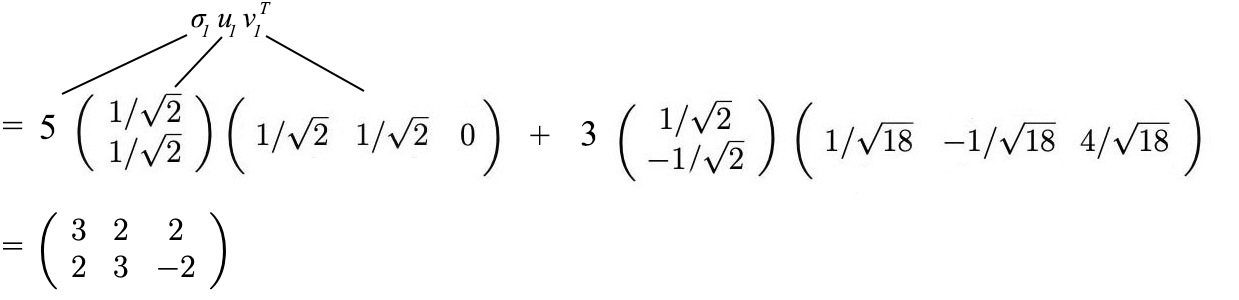 σ₁ u₁ v₁ᵀ
= 5 ( 1/√2 1/√2 ) ( 1/√2 1/√2 0 ) + 3 ( 1/√2 −1/√2 ) ( 1/√18 −1/√18 4/√18 )
= ( 3 2 2
2 3 −2 )